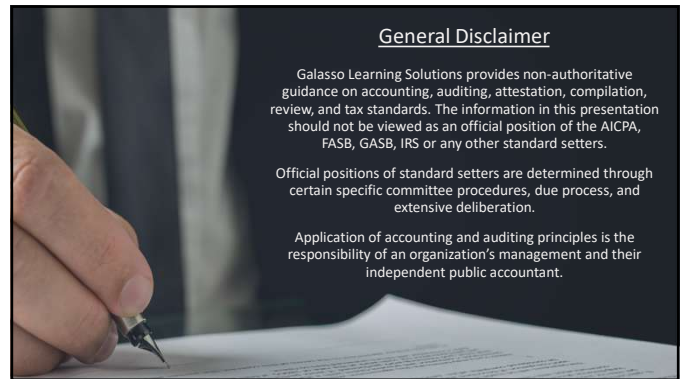 General Disclaimer
Galasso Learning Solutions provides non-authoritative
guidance on accounting, auditing, attestation, compilation,
review, and tax standards. The information in this presentation
should not be viewed as an official position of the AICPA,
FASB, GASB, IRS or any other standard setters.
Official positions of standard setters are determined through
certain specific committee procedures, due process, and
extensive deliberation.
Application of accounting and auditing principles is the
responsibility of an organization's management and their
independent public accountant.